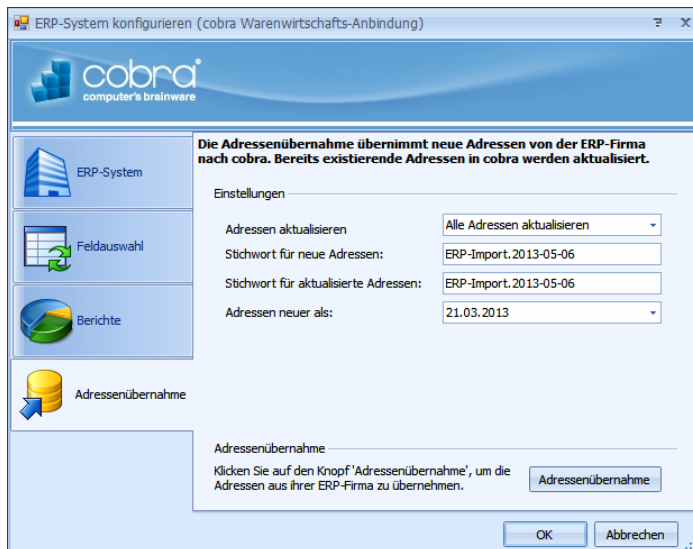 ERP-System konfigurieren (cobra Warenwirtschafts-Anbindung)
cobra
computer's brainware
Die Adressenübernahme übernimmt neue Adressen von der ERP-Firma
nach cobra. Bereits existierende Adressen in cobra werden aktualisiert.
ERP-System
Feldauswahl
Berichte
Adressenübernahme
Einstellungen
Adressen aktualisieren
Alle Adressen aktualisieren
Stichwort für neue Adressen:
ERP-Import.2013-05-06
Stichwort für aktualisierte Adressen:
ERP-Import.2013-05-06
Adressen neuer als:
21.03.2013
Adressenübernahme
Klicken Sie auf den Knopf 'Adressenübernahme', um die
Adressen aus ihrer ERP-Firma zu übernehmen.
Adressenübernahme
OK
Abbrechen